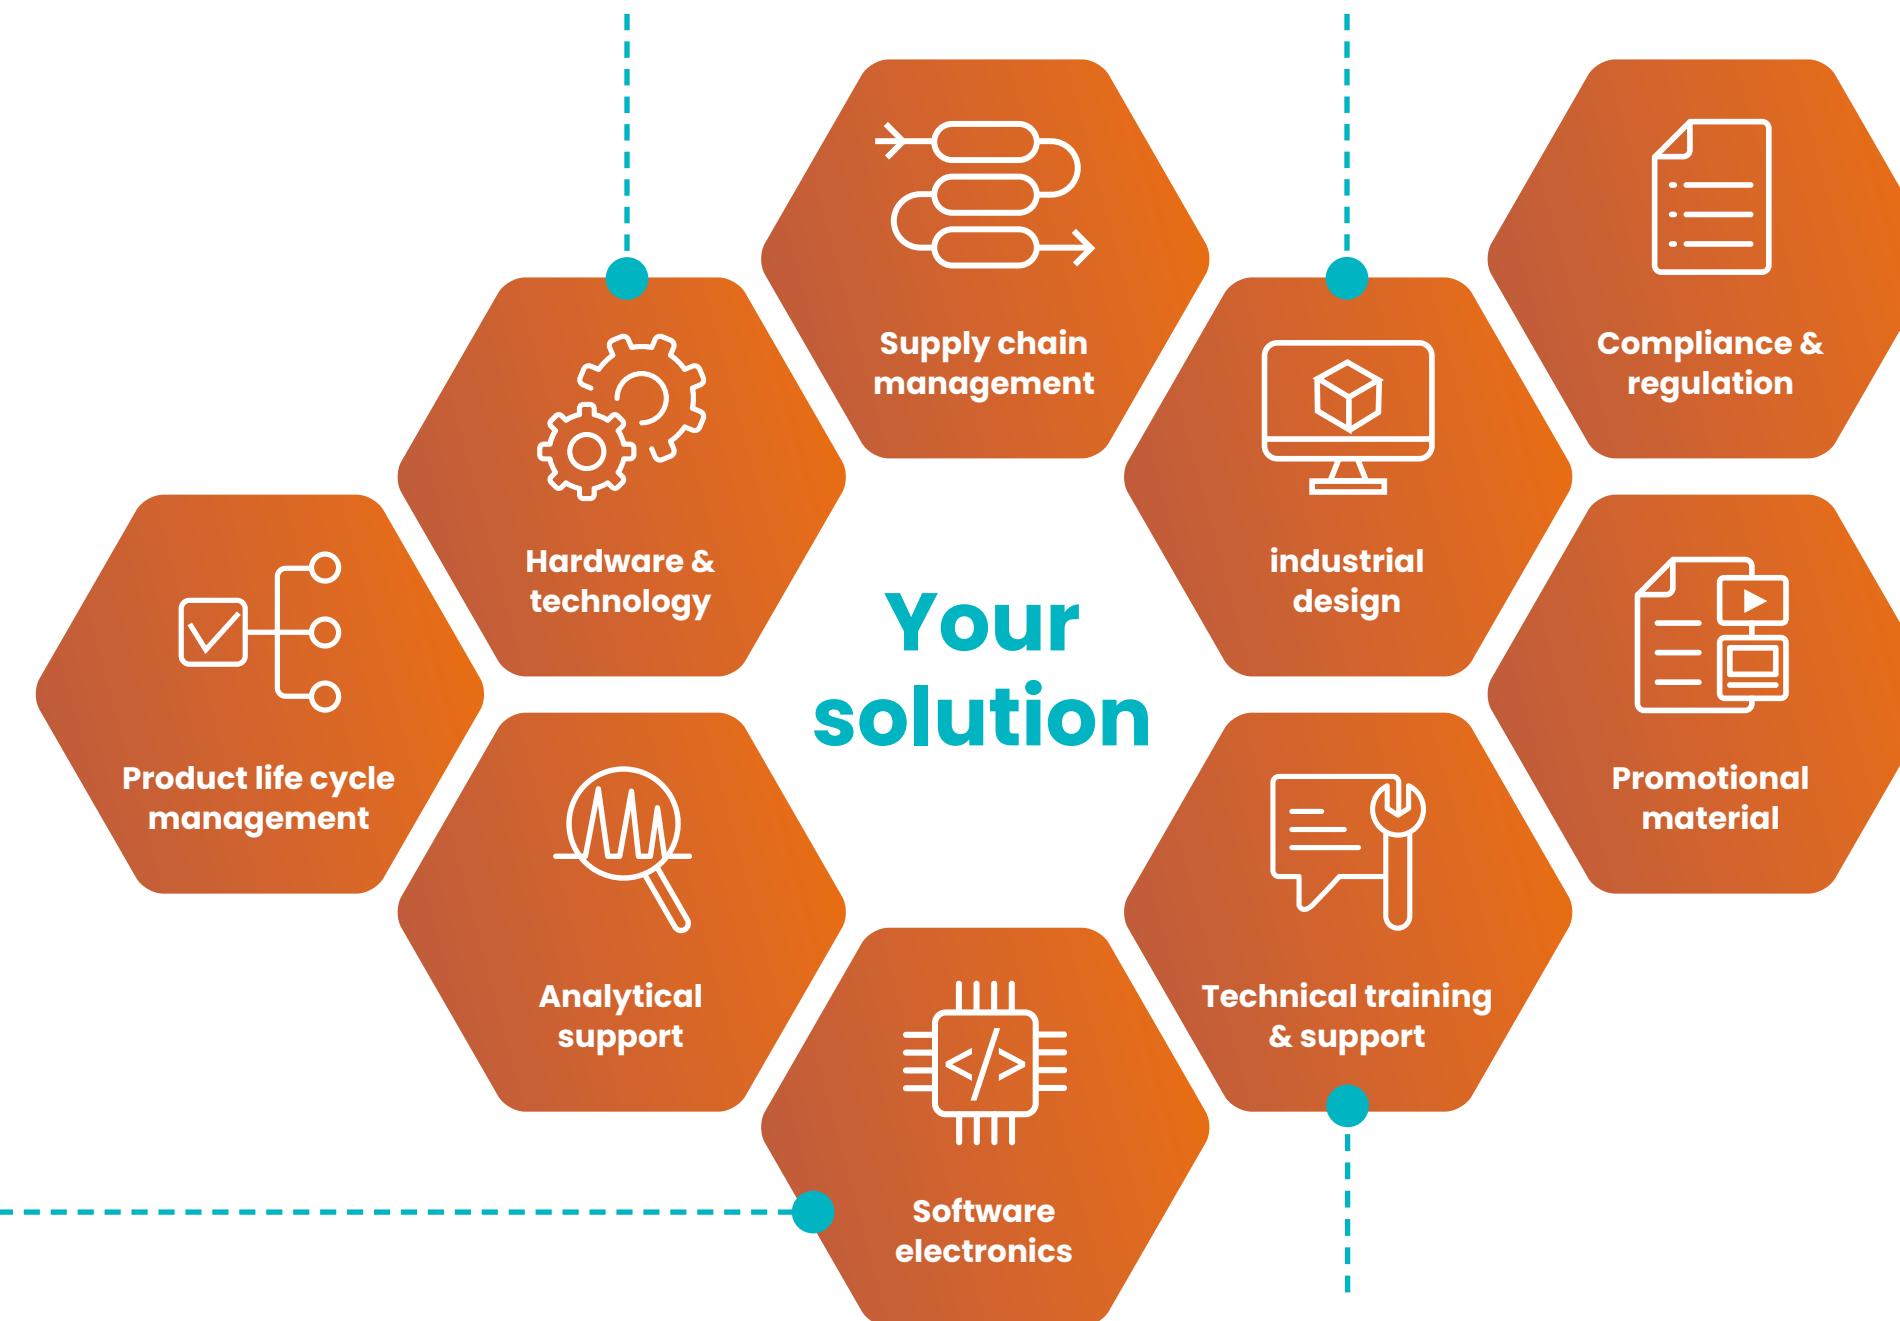 Supply chain
management
Compliance &
regulation
Hardware &
technology
industrial
design
Your
solution
Product life cycle
management
Promotional
material
Analytical
support
Technical training
& support
</>
Software
electronics